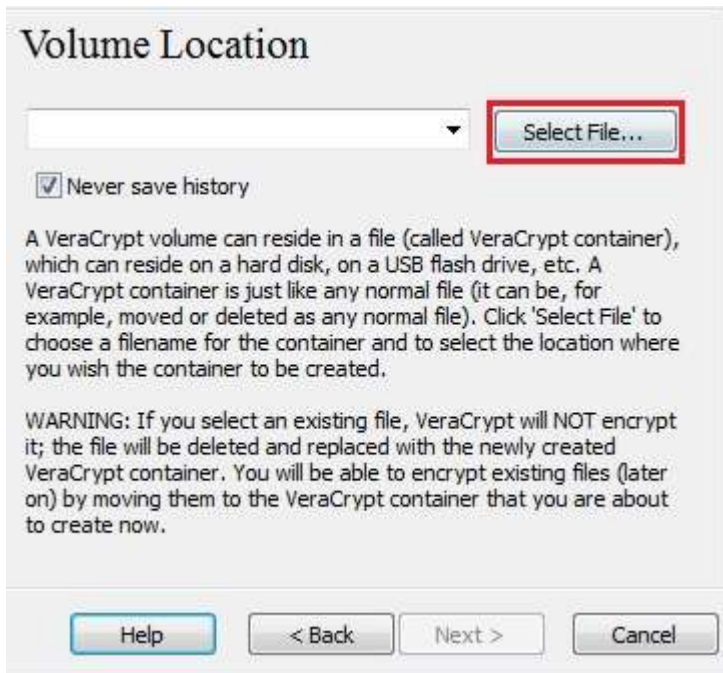 Volume Location
Select File...
Never save history
A VeraCrypt volume can reside in a file (called VeraCrypt container),
which can reside on a hard disk, on a USB flash drive, etc. A
VeraCrypt container is just like any normal file (it can be, for
example, moved or deleted as any normal file). Click 'Select File' to
choose a filename for the container and to select the location where
you wish the container to be created.
WARNING: If you select an existing file, VeraCrypt will NOT encrypt
it; the file will be deleted and replaced with the newly created
VeraCrypt container. You will be able to encrypt existing files (later
on) by moving them to the VeraCrypt container that you are about
to create now.
Help < Back Next > Cancel